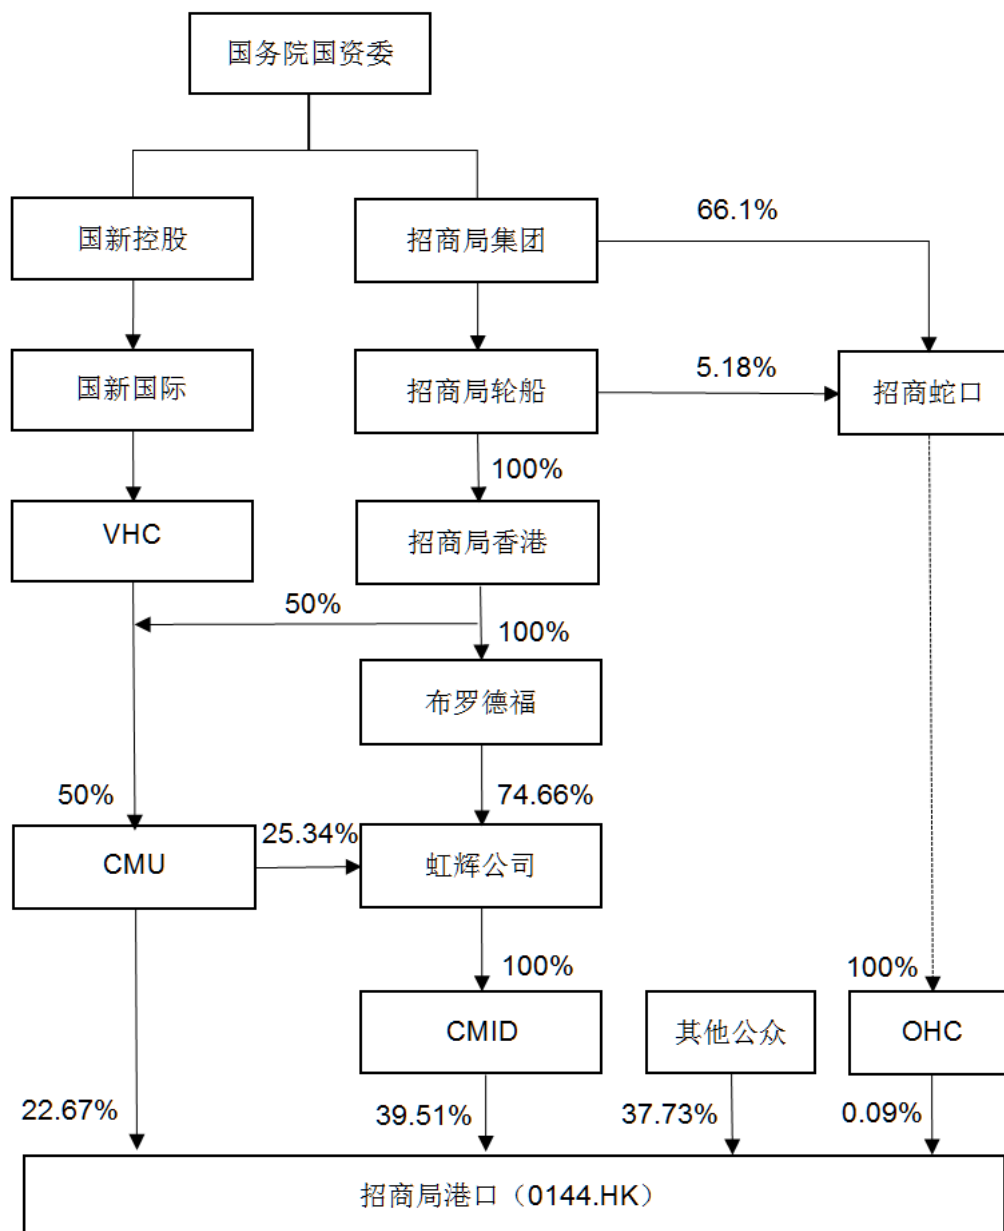 国务院国资委
国新控股
招商局集团
66.1%
国新国际
招商局轮船
5.18%
招商蛇口
100%
VHC
招商局香港
50%
100%
布罗德福
50%
74.66%
CMU
25.34%
虹辉公司
100%
100%
CMID
其他公众
OHC
22.67%
39.51%
37.73%
0.09%
招商局港口（0144.HK）